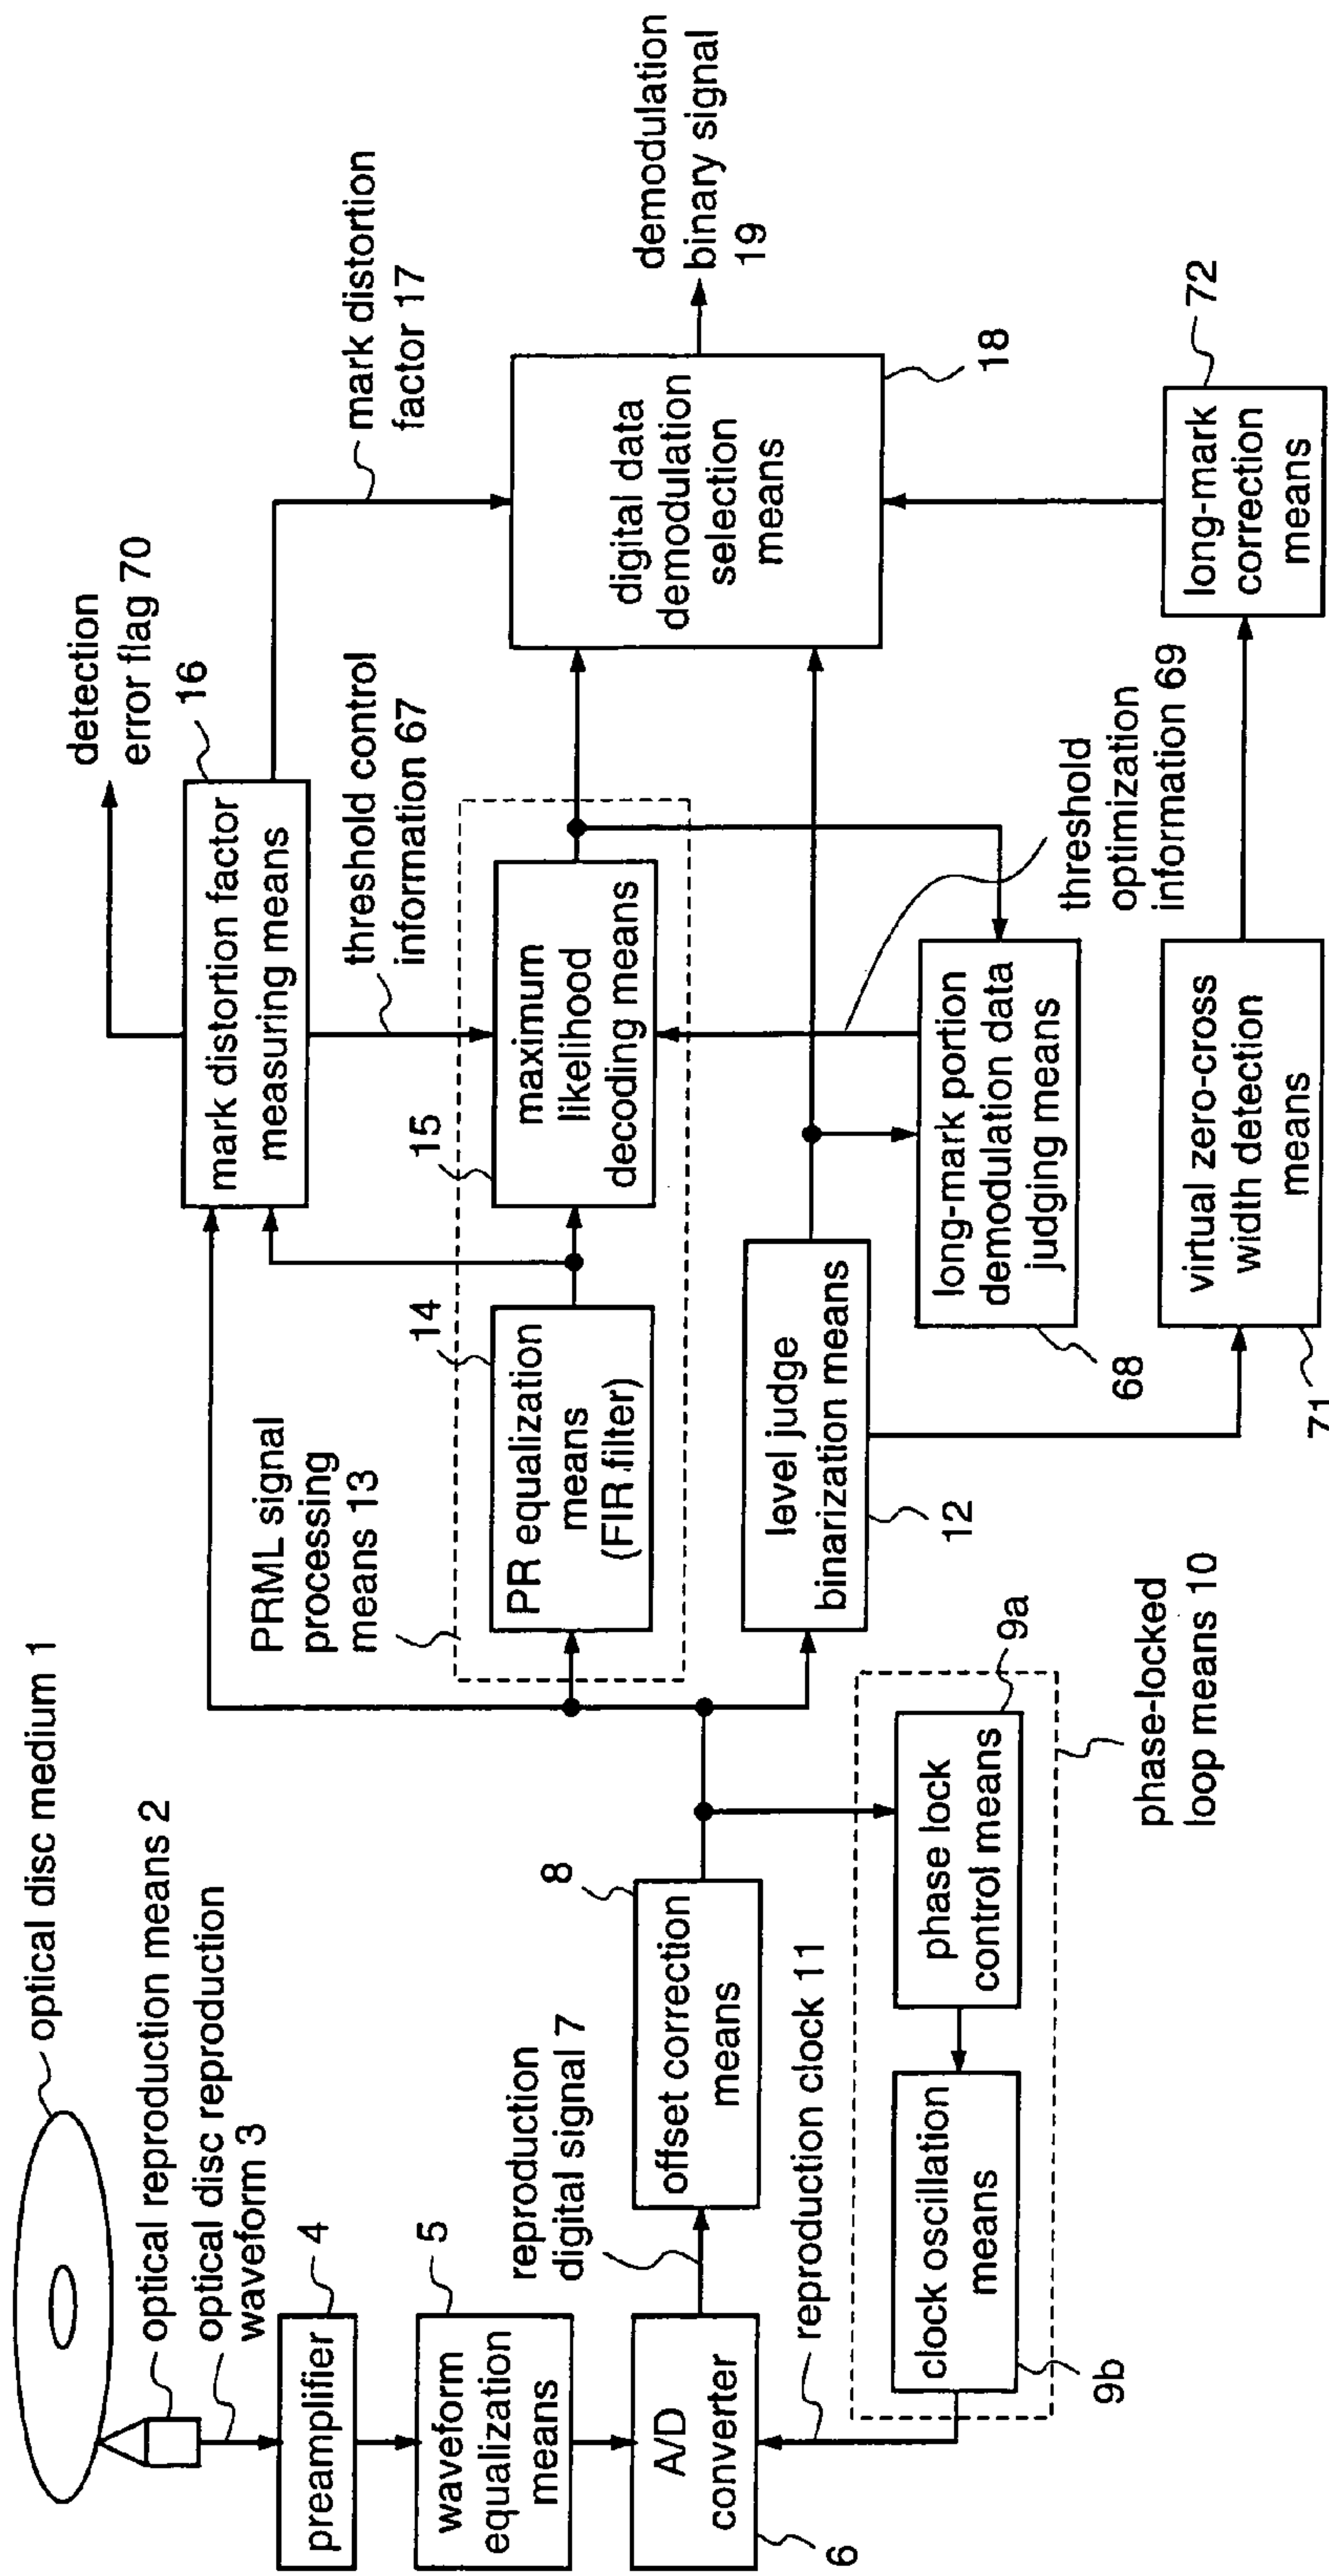 optical disc medium 1
optical reproduction means 2
optical disc reproduction
waveform 3
preamplifier
4
waveform
equalization
means
5
A/D
converter
6
reproduction
digital signal 7
offset correction
means
8
reproduction clock 11
clock oscillation
means
9b
phase lock
control means
9a
phase-locked
loop means 10
PRML signal
processing
means 13
PR equalization
means
(FIR filter)
14
maximum
likelihood
decoding means
15
mark distortion factor
measuring means
16
detection
error flag 70
threshold control
information 67
mark distortion
factor 17
level judge
binarization means
12
long-mark portion
demodulation data
judging means
68
threshold
optimization
information 69
virtual zero-cross
width detection
means
71
long-mark
correction
means
72
digital data
demodulation
selection
means
18
demodulation
binary signal
19